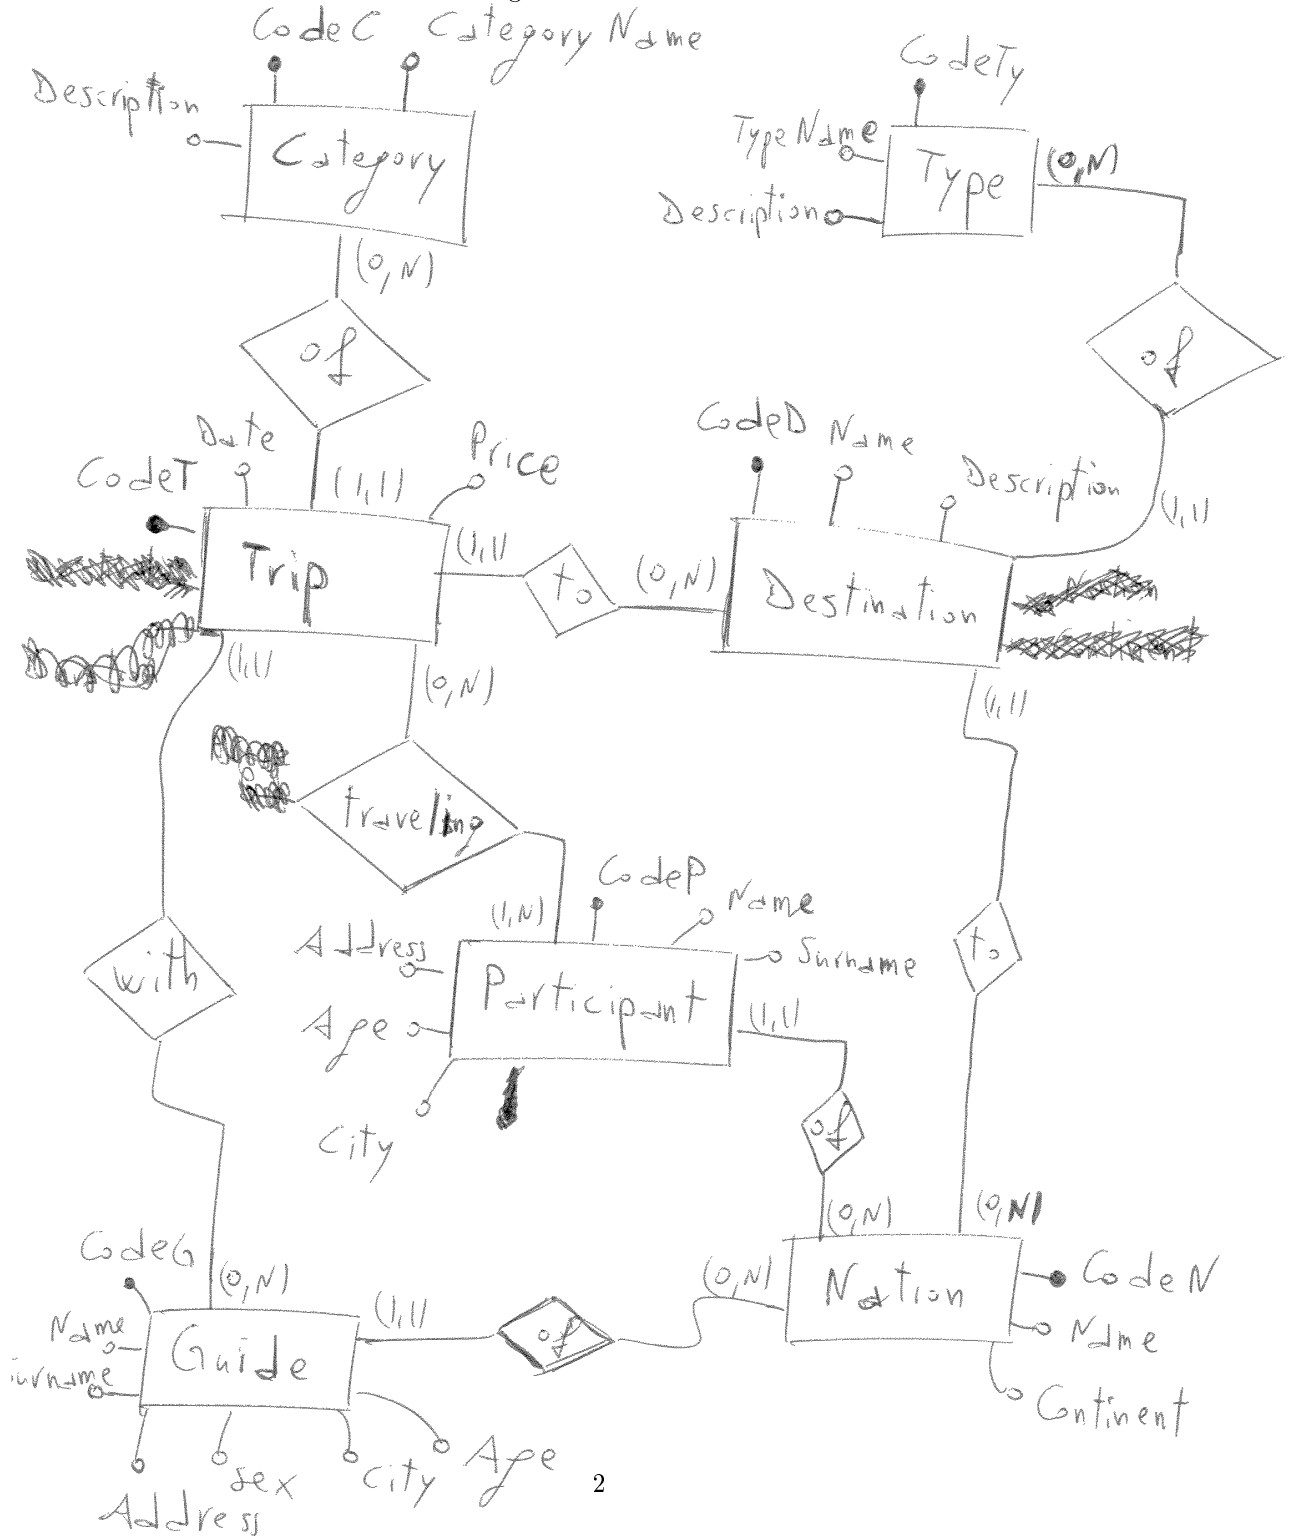 CodeC Category Name
Description
Category
(0,N)
of
CodeTy
TypeName
Description
Type
(0,N)
of
CodeT
Date
(1,1)
Price
Trip
(1,1)
to
(0,N)
CodeD
Name
Description
(1,1)
Destination
(1,1)
(1,1)
(0,N)
traveling
(1,N)
CodeP
Name
Surname
Address
Participant
Age
(1,1)
City
with
to
of
(0,N)
(0,N)
CodeG
(0,N)
(1,1)
of
(0,N)
Nation
CodeN
Name
Continent
Name
Guide
Address
Sex
City
Age
2